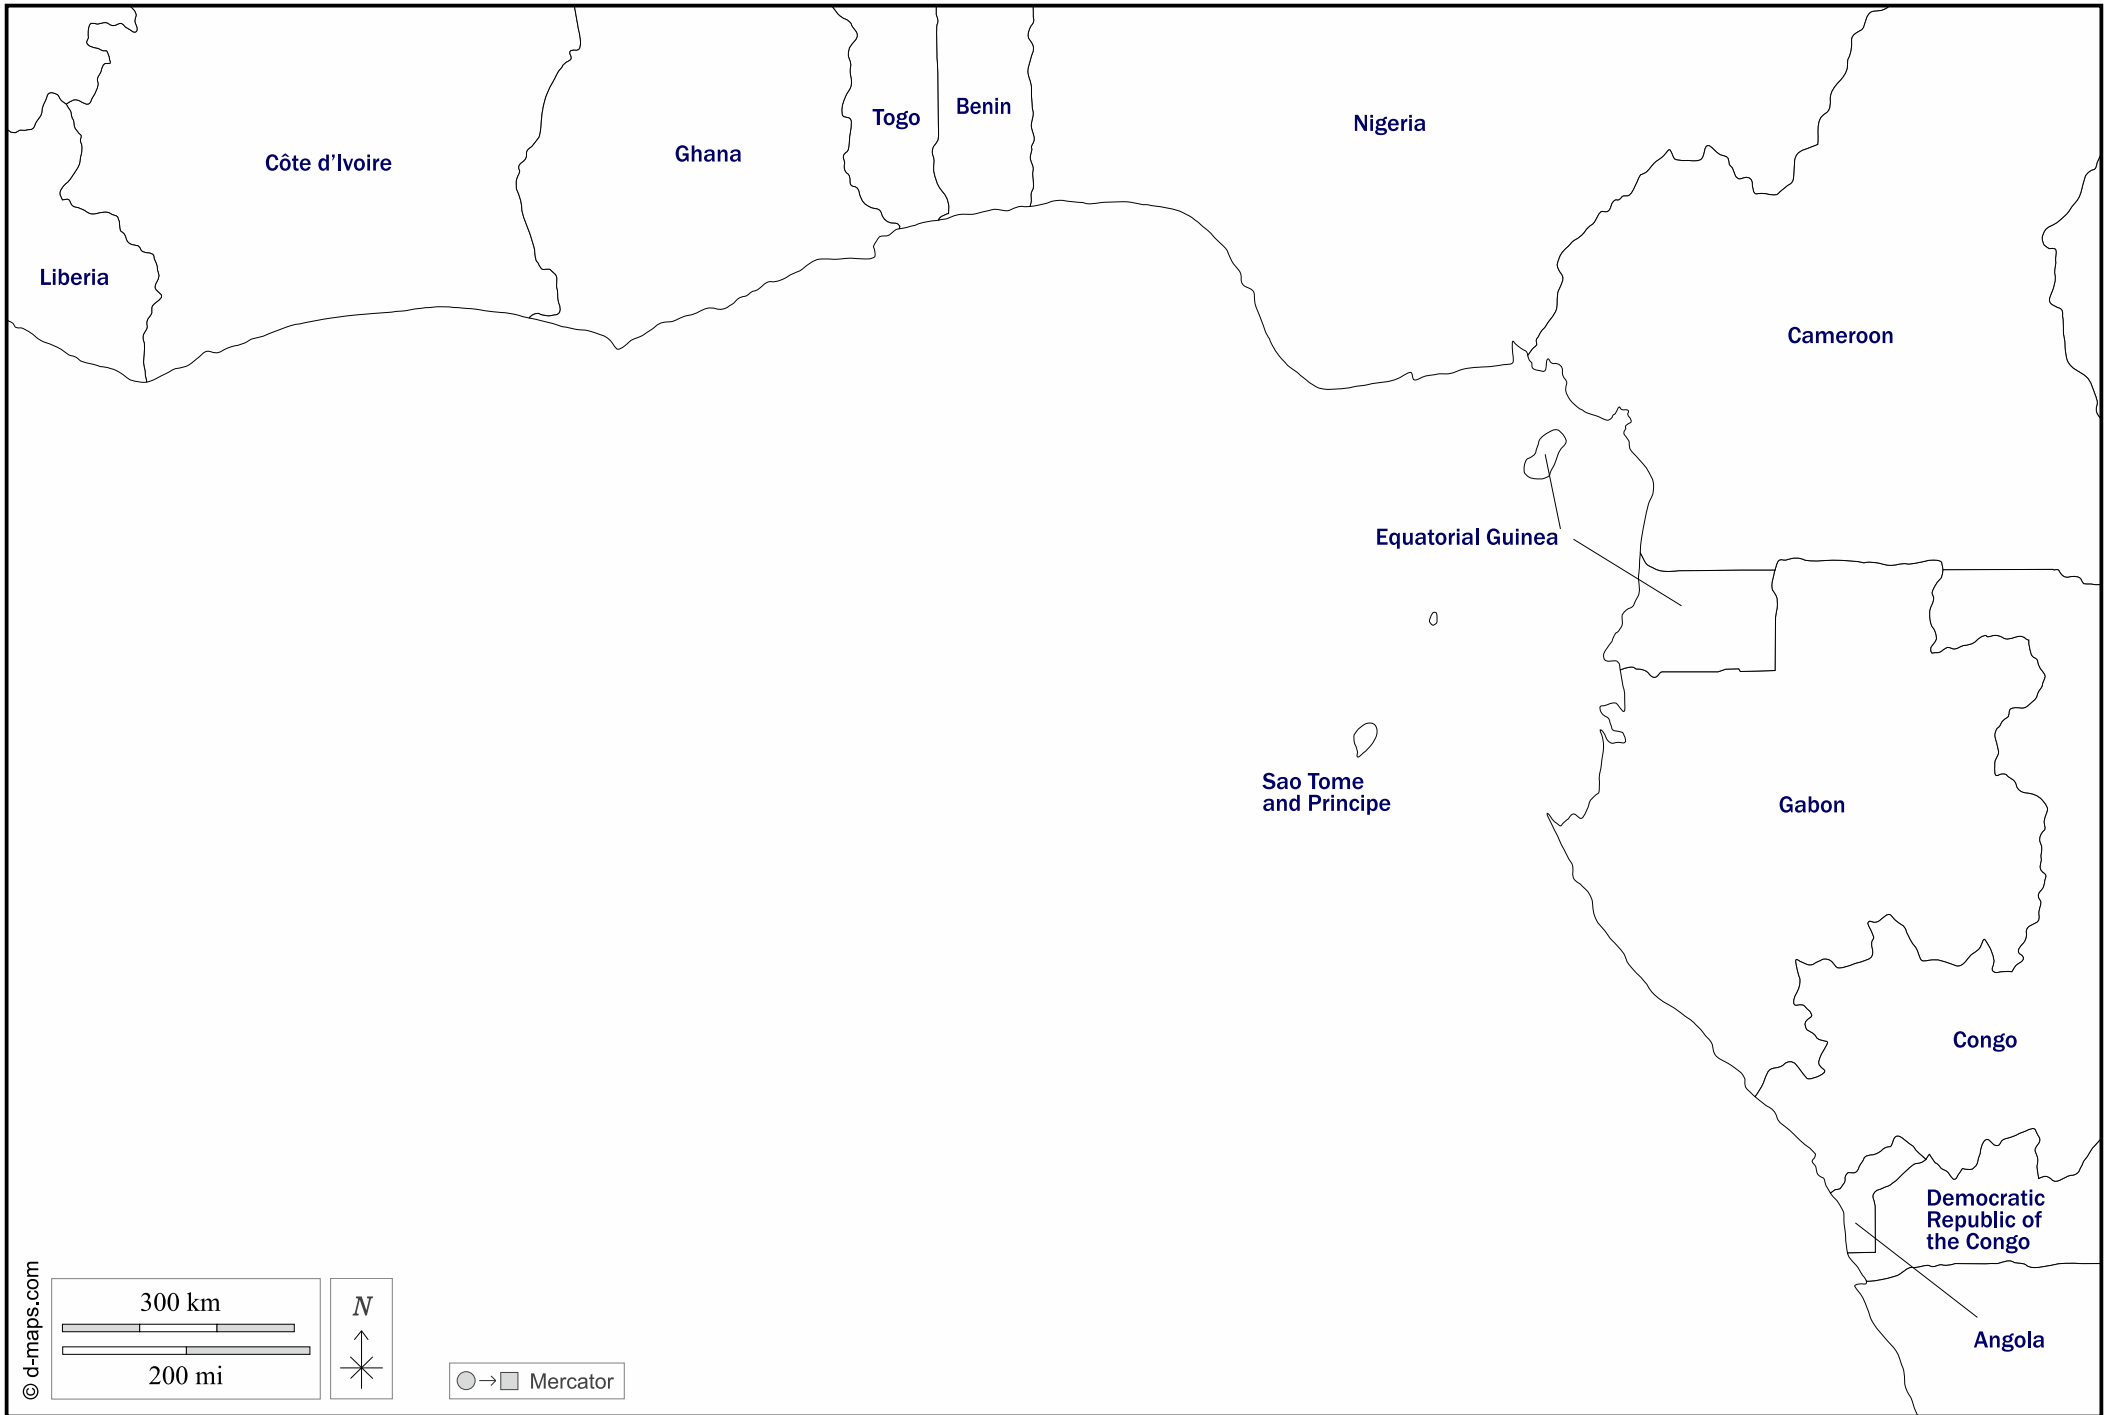 Togo
Benin
Nigeria
Côte d’Ivoire
Ghana
Liberia
Cameroon
Equatorial Guinea
Sao Tome
and Principe
Gabon
Congo
Democratic
Republic of
the Congo
Angola
© d-maps.com
300 km
200 mi
N
Mercator